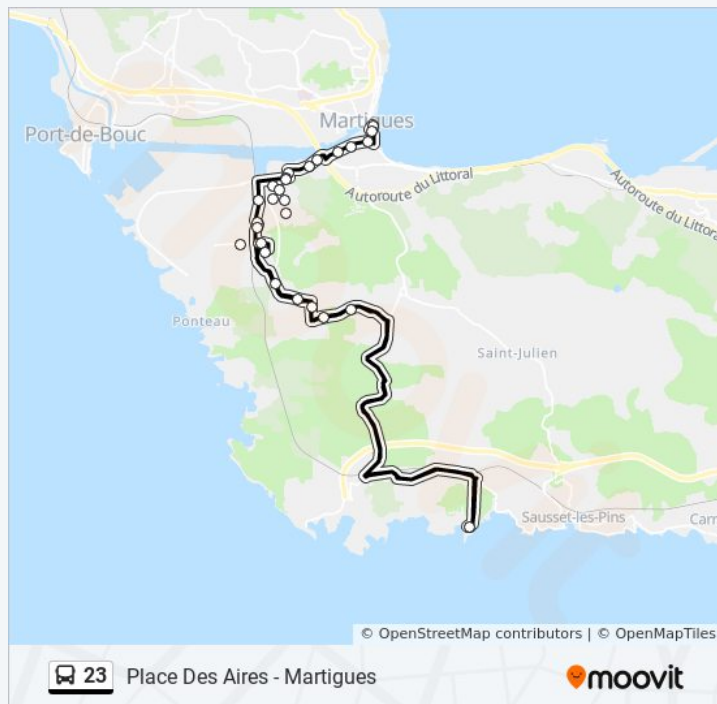 Martigues
Port-de-Bouc
Autoroute du Littoral
Autoroute du Littoral
Ponteau
Saint-Julien
Sausset-les-Pins
Carr
© OpenStreetMap contributors | © OpenMapTiles
23 Place Des Aires - Martigues
moovit